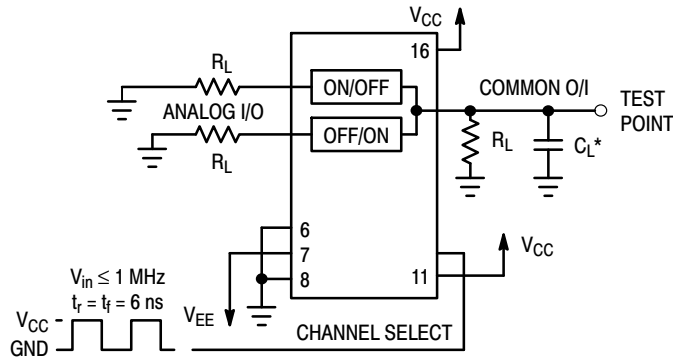 VCC
16
RL
ON/OFF
COMMON O/I
TEST
POINT
ANALOG I/O
OFF/ON
RL
RL
CL*
6
7
8
11
VCC
Vin ≤ 1 MHz
tr = tf = 6 ns
VEE
VCC
GND
CHANNEL SELECT